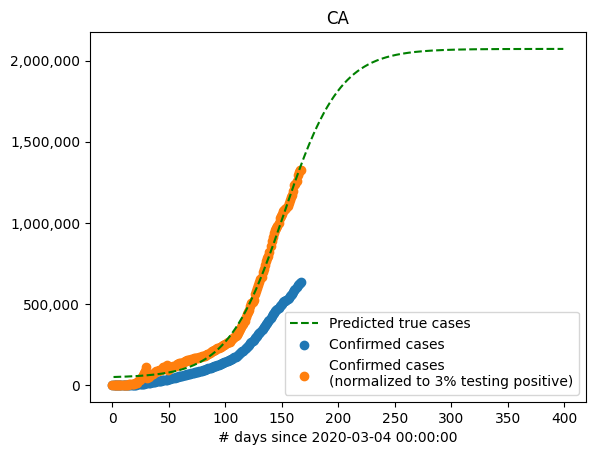 CA
2,000,000
1,500,000
1,000,000
500,000
0
Predicted true cases
Confirmed cases
Confirmed cases
(normalized to 3% testing positive)
0 50 100 150 200 250 300 350 400
# days since 2020-03-04 00:00:00